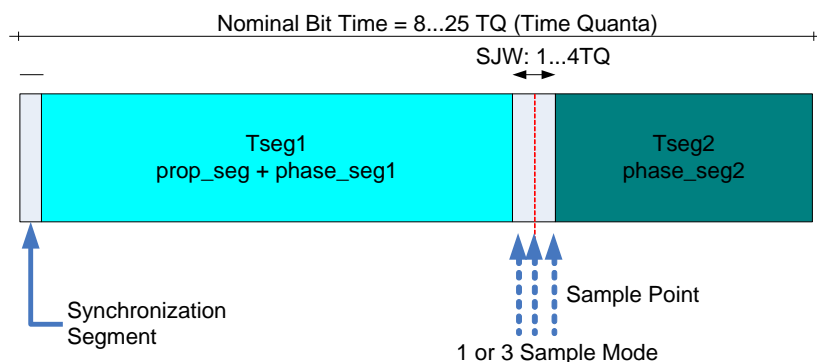 Nominal Bit Time = 8...25 TQ (Time Quanta)
SJW: 1...4TQ
Tseg1
prop_seg + phase_seg1
Tseg2
phase_seg2
Sample Point
Synchronization
Segment
1 or 3 Sample Mode